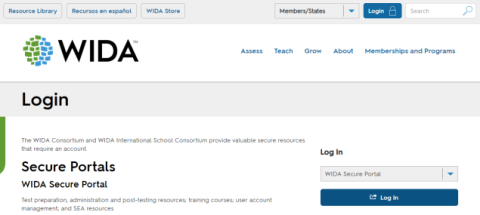 Resource Library Recursos en español WIDA Store Members/States Login Search
WIDA
Assess Teach Grow About Memberships and Programs
Login
The WIDA Consortium and WIDA International School Consortium provide valuable secure resources
that require an account.
Log In
Secure Portals
WIDA Secure Portal
WIDA Secure Portal
Test preparation, administration and post-testing resources; training courses; user account
management; and SEA resources
Log In